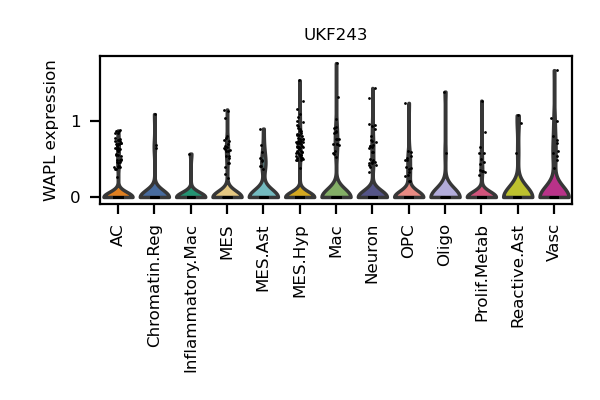 UKF243
WAPL expression
1
0
AC
Chromatin.Reg
Inflammatory.Mac
MES
MES.Ast
MES.Hyp
Mac
Neuron
OPC
Oligo
Prolif.Metab
Reactive.Ast
Vasc